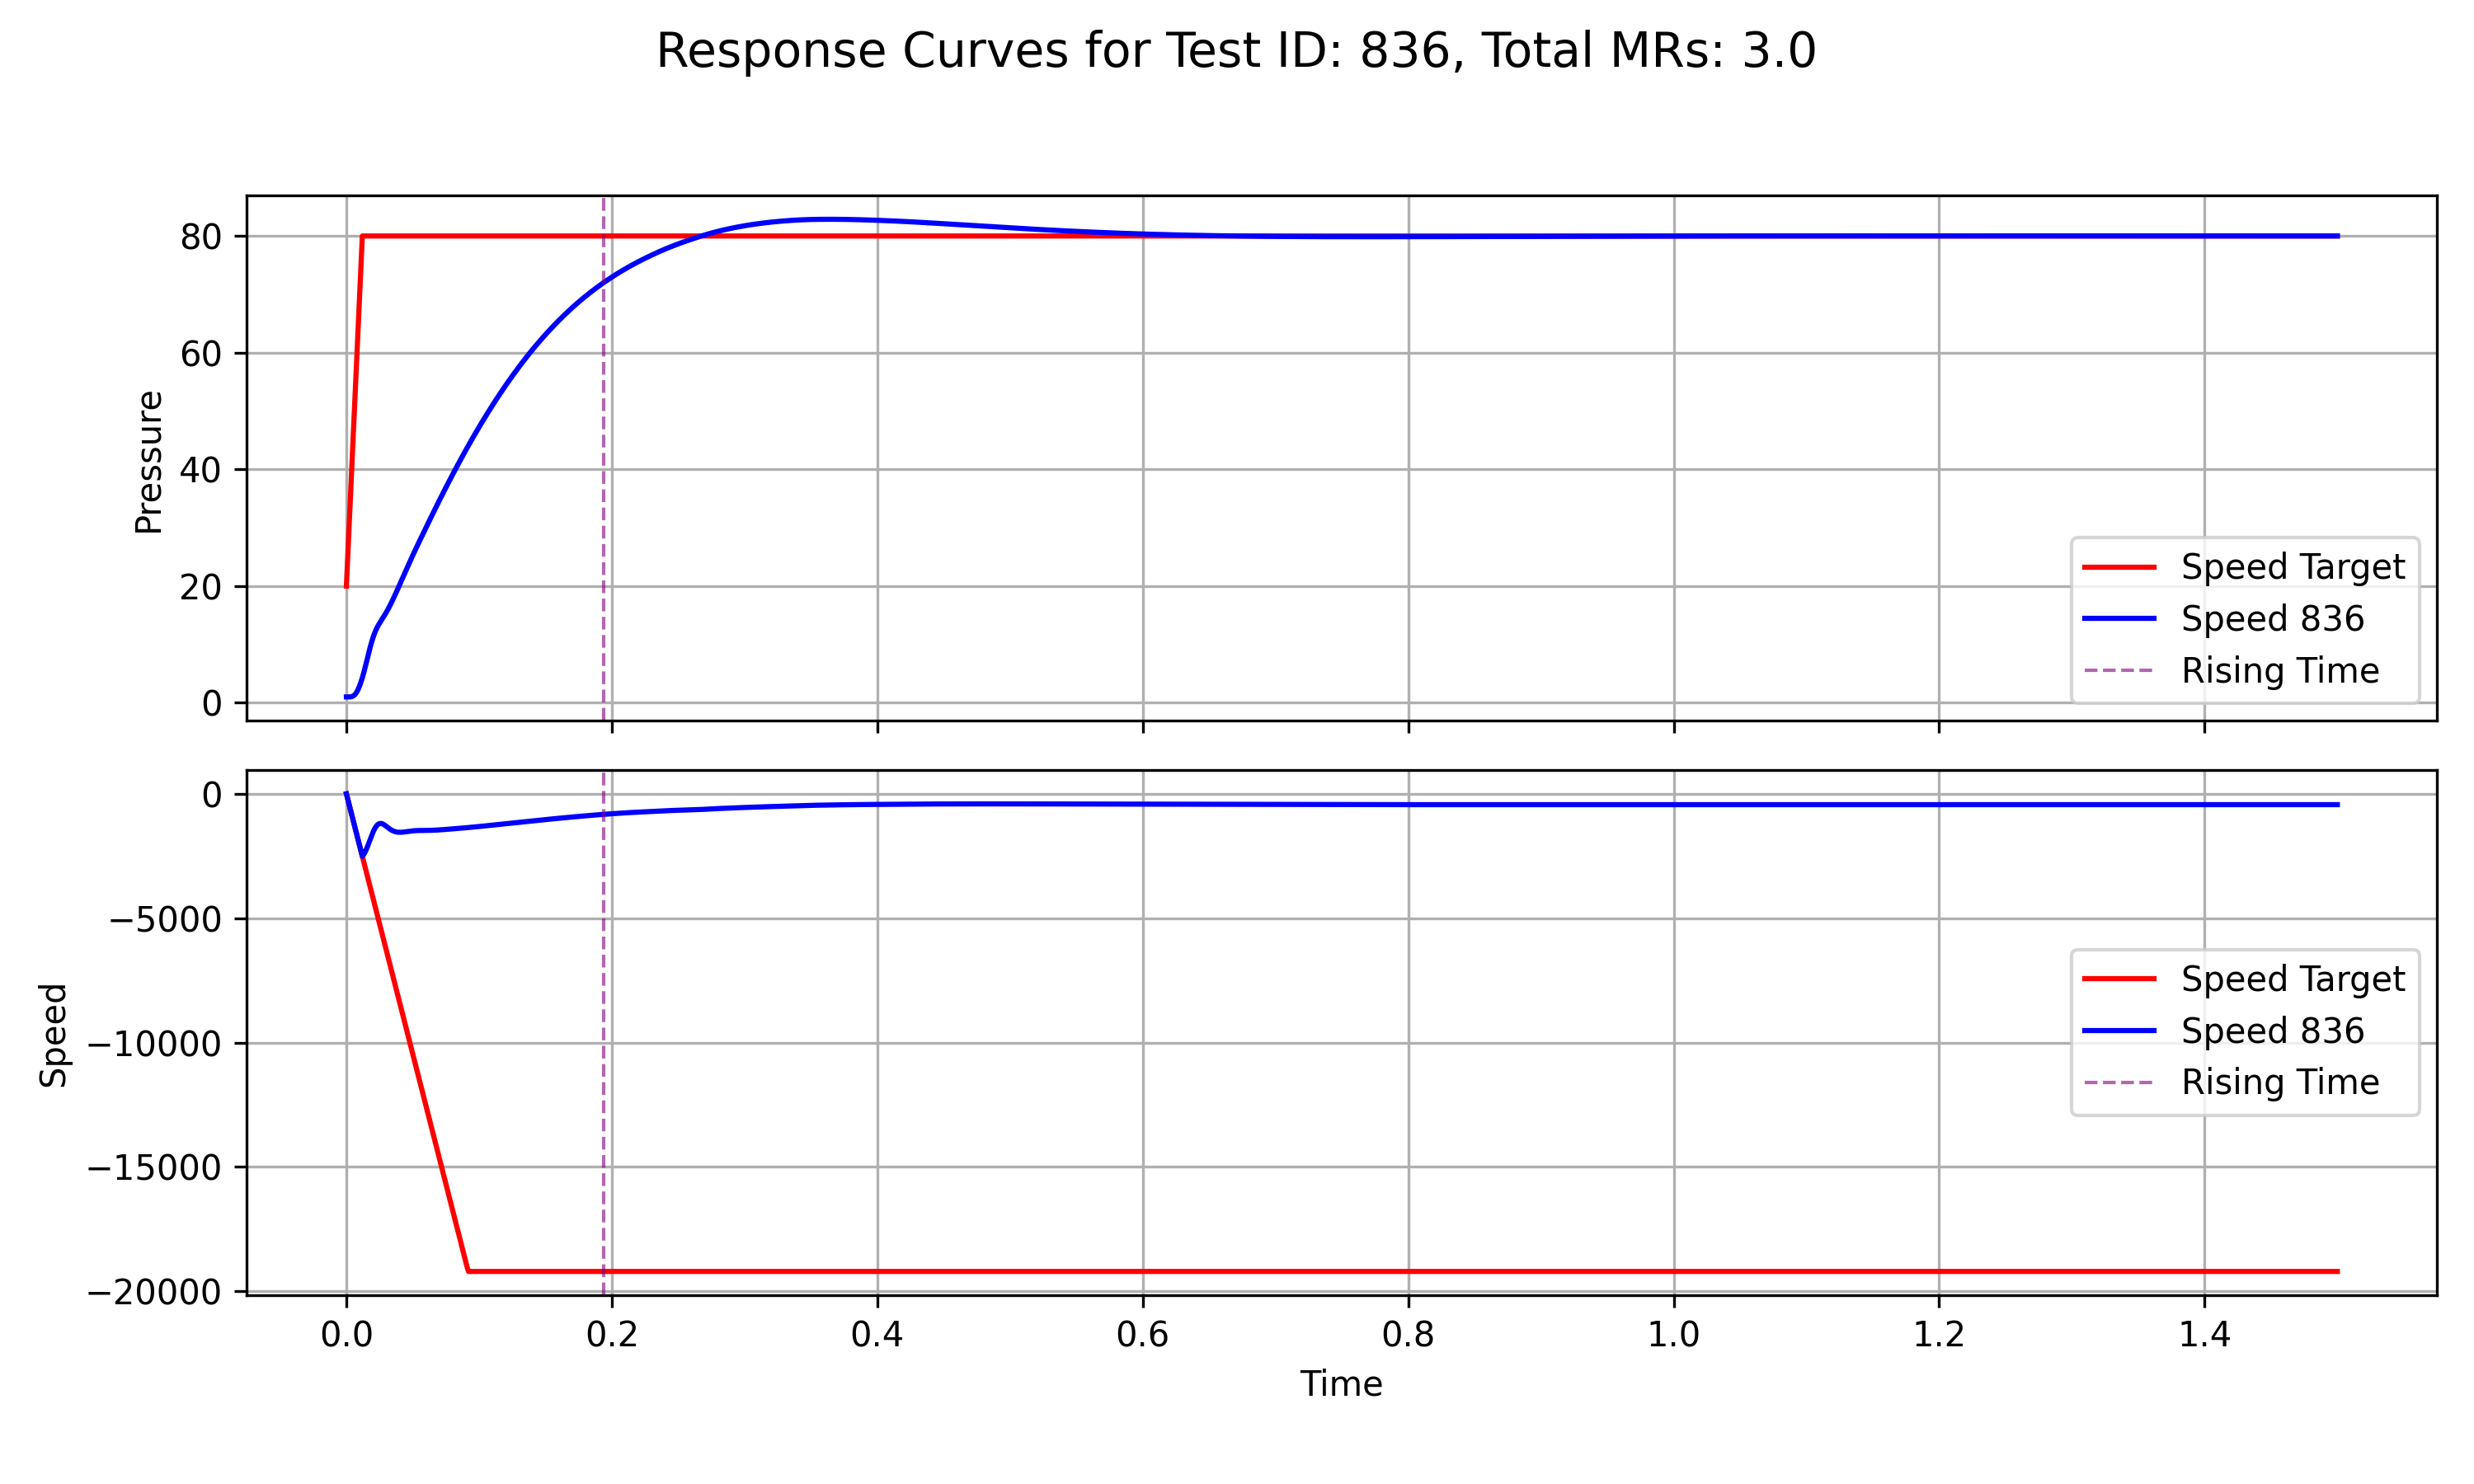 Response Curves for Test ID: 836, Total MRs: 3.0
80
60
40
20
0
Pressure
Speed Target
Speed 836
Rising Time
0
−5000
−10000
−15000
−20000
Speed
Speed Target
Speed 836
Rising Time
0.0 0.2 0.4 0.6 0.8 1.0 1.2 1.4
Time